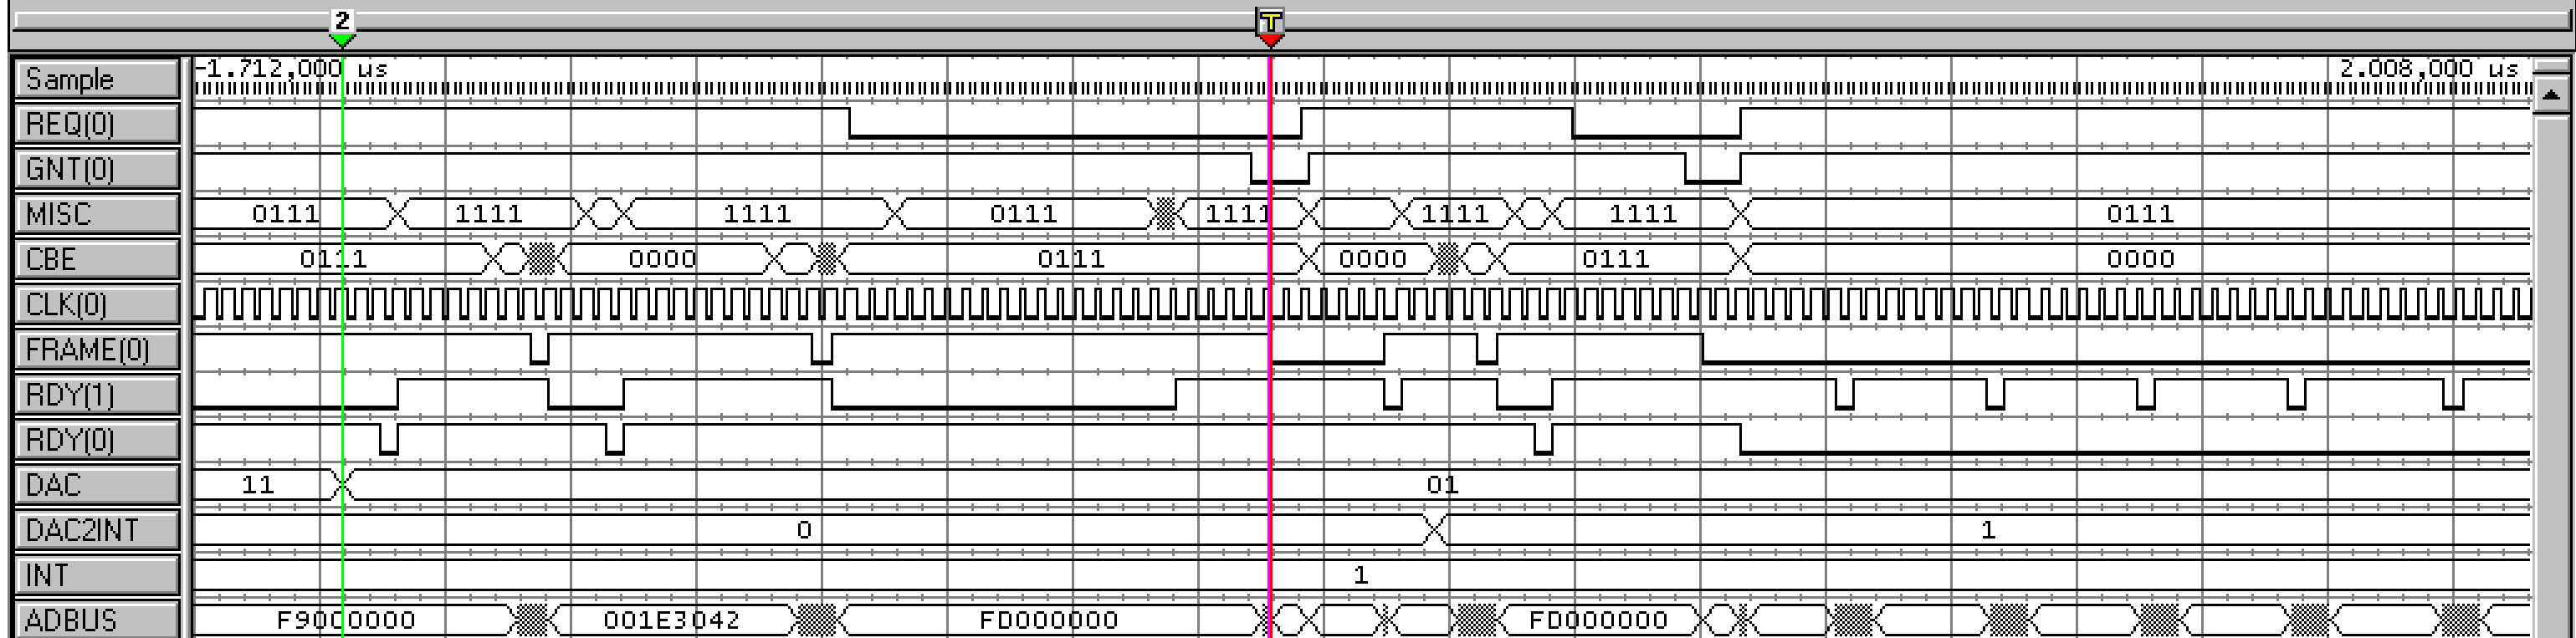 2 T
Sample -1.712,000 us 2.008,000 us
REQ(0)
GNT(0)
MISC 0111 1111 1111 0111 1111 1111 1111 0111
CBE 0111 0000 0111 0000 0111 0000
CLK(0)
FRAME(0)
RDY(1)
RDY(0)
DAC 11 01
DAC2INT 0 1
INT 1
ADBUS F9000000 001E3042 FD000000 FD000000